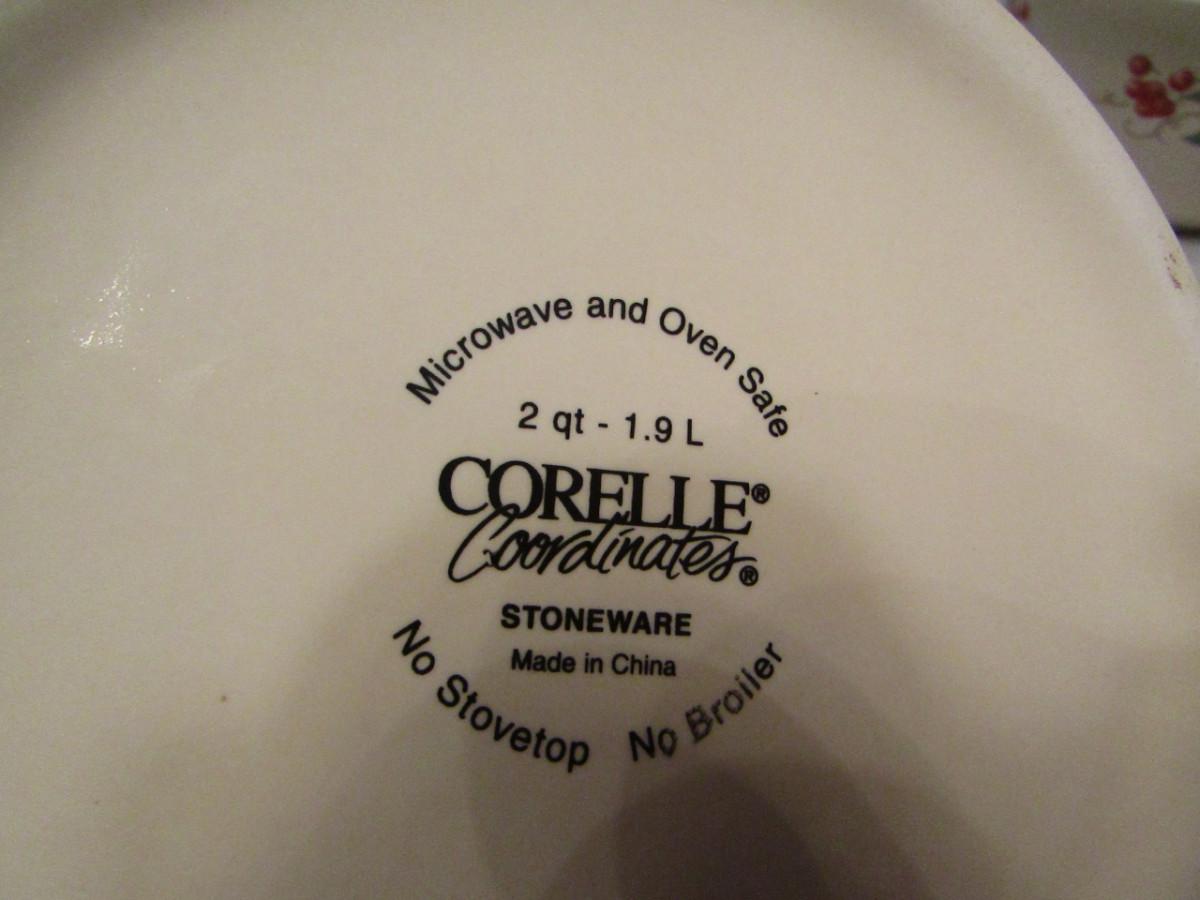 Microwave and Oven Safe
2 qt - 1.9 L
CORELLE®
Coordinates®
STONEWARE
Made in China
No Stovetop No Broiler